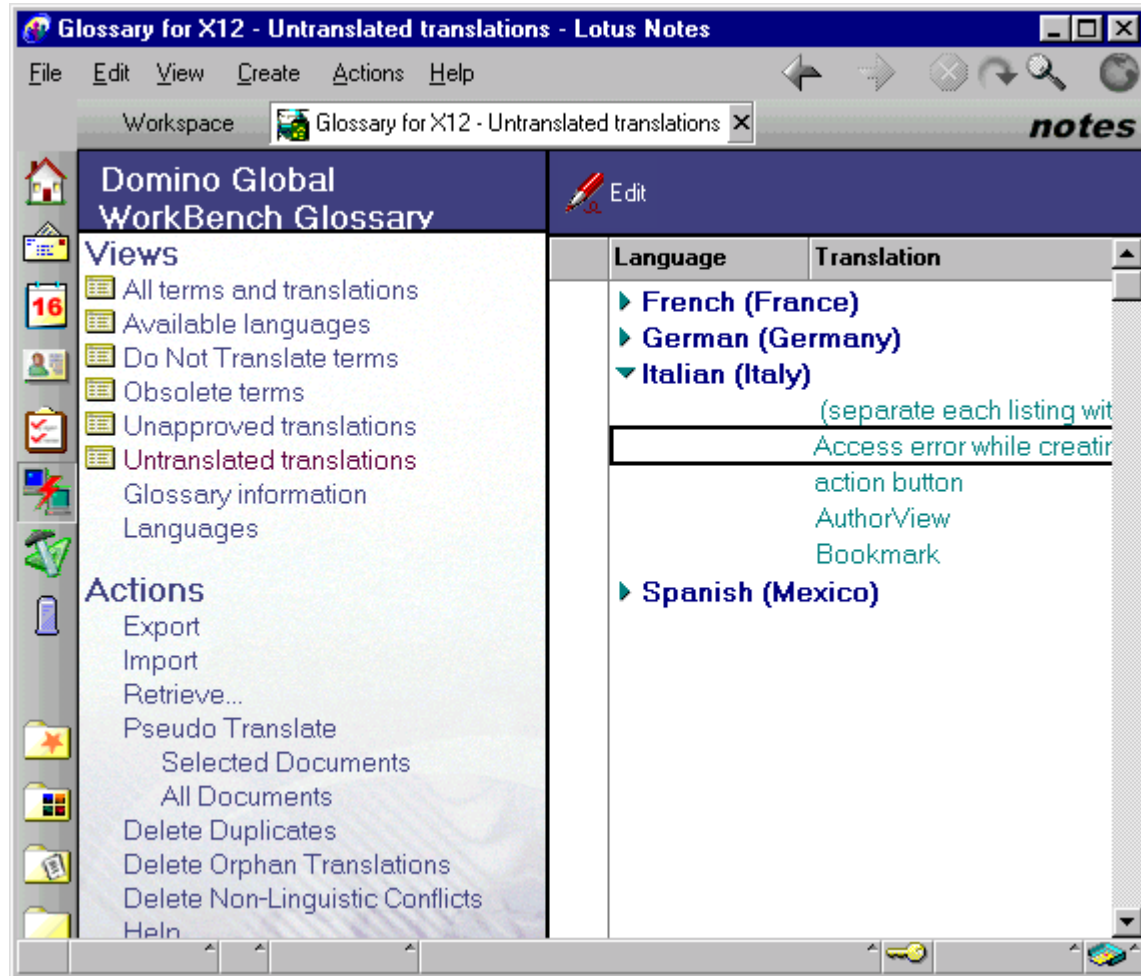 Glossary for X12 - Untranslated translations - Lotus Notes
File Edit View Create Actions Help
Workspace Glossary for X12 - Untranslated translations notes
Domino Global
WorkBench Glossary
Edit
Views
All terms and translations
Available languages
Do Not Translate terms
Obsolete terms
Unapproved translations
Untranslated translations
Glossary information
Languages
Actions
Export
Import
Retrieve...
Pseudo Translate
Selected Documents
All Documents
Delete Duplicates
Delete Orphan Translations
Delete Non-Linguistic Conflicts
Help
Language Translation
French (France)
German (Germany)
Italian (Italy)
(separate each listing wit
Access error while creatin
action button
AuthorView
Bookmark
Spanish (Mexico)
16